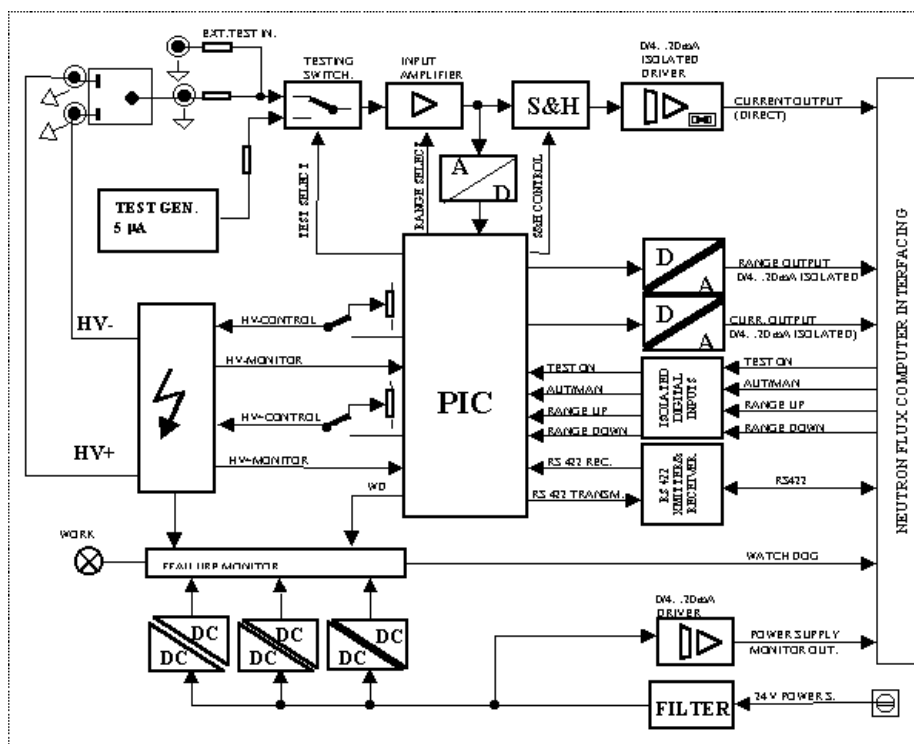 EXT.TEST IN.
TESTING
SWITCH.
INPUT
AMPLIFIER
0/4. .20mA
ISOLATED
DRIVER
S&H
CURRENT OUTPUT
(DIRECT)
TEST GEN.
5 µA
TEST SELECT
RANGE SELECT
A
D
S&H CONTROL
D
A
RANGE OUTPUT
0/4. .20mA ISOLATED
D
A
CURR. OUTPUT
0/4. .20mA ISOLATED)
HV-
HV-CONTROL
HV-MONITOR
HV+CONTROL
HV+MONITOR
HV+
PIC
TEST ON
AUT/MAN
RANGE UP
RANGE DOWN
ISOLATED
DIGITAL
INPUTS
TEST ON
AUT/MAN
RANGE UP
RANGE DOWN
RS 422 REC.
RS 422 TRANSM.
RS 422
XMITTER&
RECEIVER
RS422
NEUTRON FLUX COMPUTER INTERFACING
WD
WORK
FEAILURE MONITOR
WATCH DOG
DC
DC
DC
DC
DC
DC
0/4. .20mA
DRIVER
POWER SUPPLY
MONITOR OUT.
FILTER
24V POWER S.